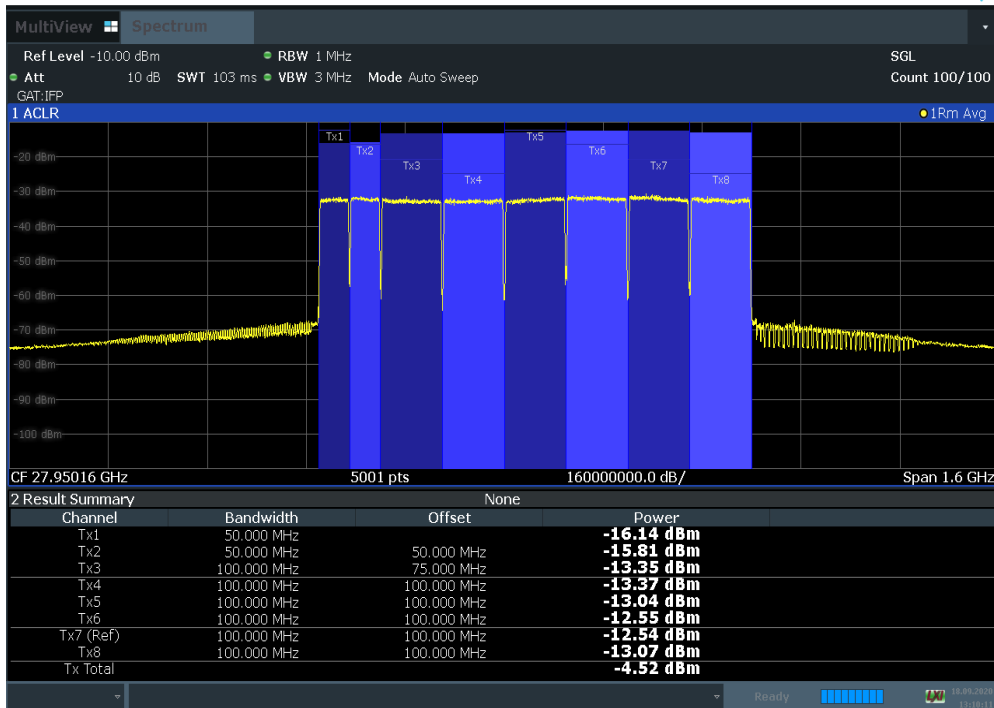 MultiView Spectrum
Ref Level -10.00 dBm RBW 1 MHz SGL
Att 10 dB SWT 103 ms VBW 3 MHz Mode Auto Sweep Count 100/100
GAT:IFP
1 ACLR 1Rm Avg
Tx1 Tx5
Tx2 Tx6
-20 dBm
Tx3 Tx7
Tx4 Tx8
-30 dBm
-40 dBm
-50 dBm
-60 dBm
-70 dBm
-80 dBm
-90 dBm
-100 dBm
CF 27.95016 GHz 5001 pts 160000000.0 dB/ Span 1.6 GHz
2 Result Summary None
Channel Bandwidth Offset Power
Tx1 50.000 MHz -16.14 dBm
Tx2 50.000 MHz 50.000 MHz -15.81 dBm
Tx3 100.000 MHz 75.000 MHz -13.35 dBm
Tx4 100.000 MHz 100.000 MHz -13.37 dBm
Tx5 100.000 MHz 100.000 MHz -13.04 dBm
Tx6 100.000 MHz 100.000 MHz -12.55 dBm
Tx7 (Ref) 100.000 MHz 100.000 MHz -12.54 dBm
Tx8 100.000 MHz 100.000 MHz -13.07 dBm
Tx Total -4.52 dBm
Ready LXI 18.09.2020
13:10:11